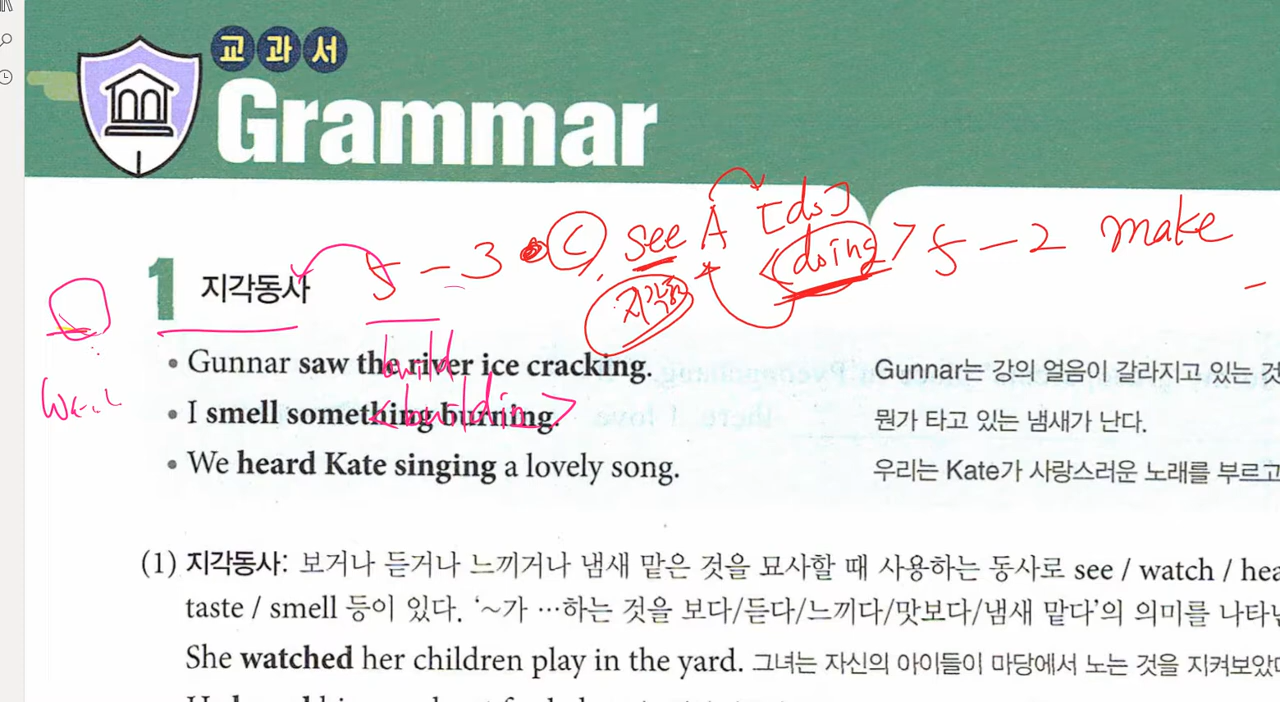 교과서
Grammar
see A [do]
5 - 3 C, <doing> 5 - 2 make
1 지각동사
지각V
• Gunnar saw the river ice cracking. Gunnar는 강의 얼음이 갈라지고 있는 것
build
• I smell something burning. 뭔가 타고 있는 냄새가 난다.
• We heard Kate singing a lovely song. 우리는 Kate가 사랑스러운 노래를 부르고
(1) 지각동사: 보거나 듣거나 느끼거나 냄새 맡은 것을 묘사할 때 사용하는 동사로 see / watch / hea
taste / smell 등이 있다. ‘~가 …하는 것을 보다/듣다/느끼다/맛보다/냄새 맡다’의 의미를 나타낸
She watched her children play in the yard. 그녀는 자신의 아이들이 마당에서 노는 것을 지켜보았다